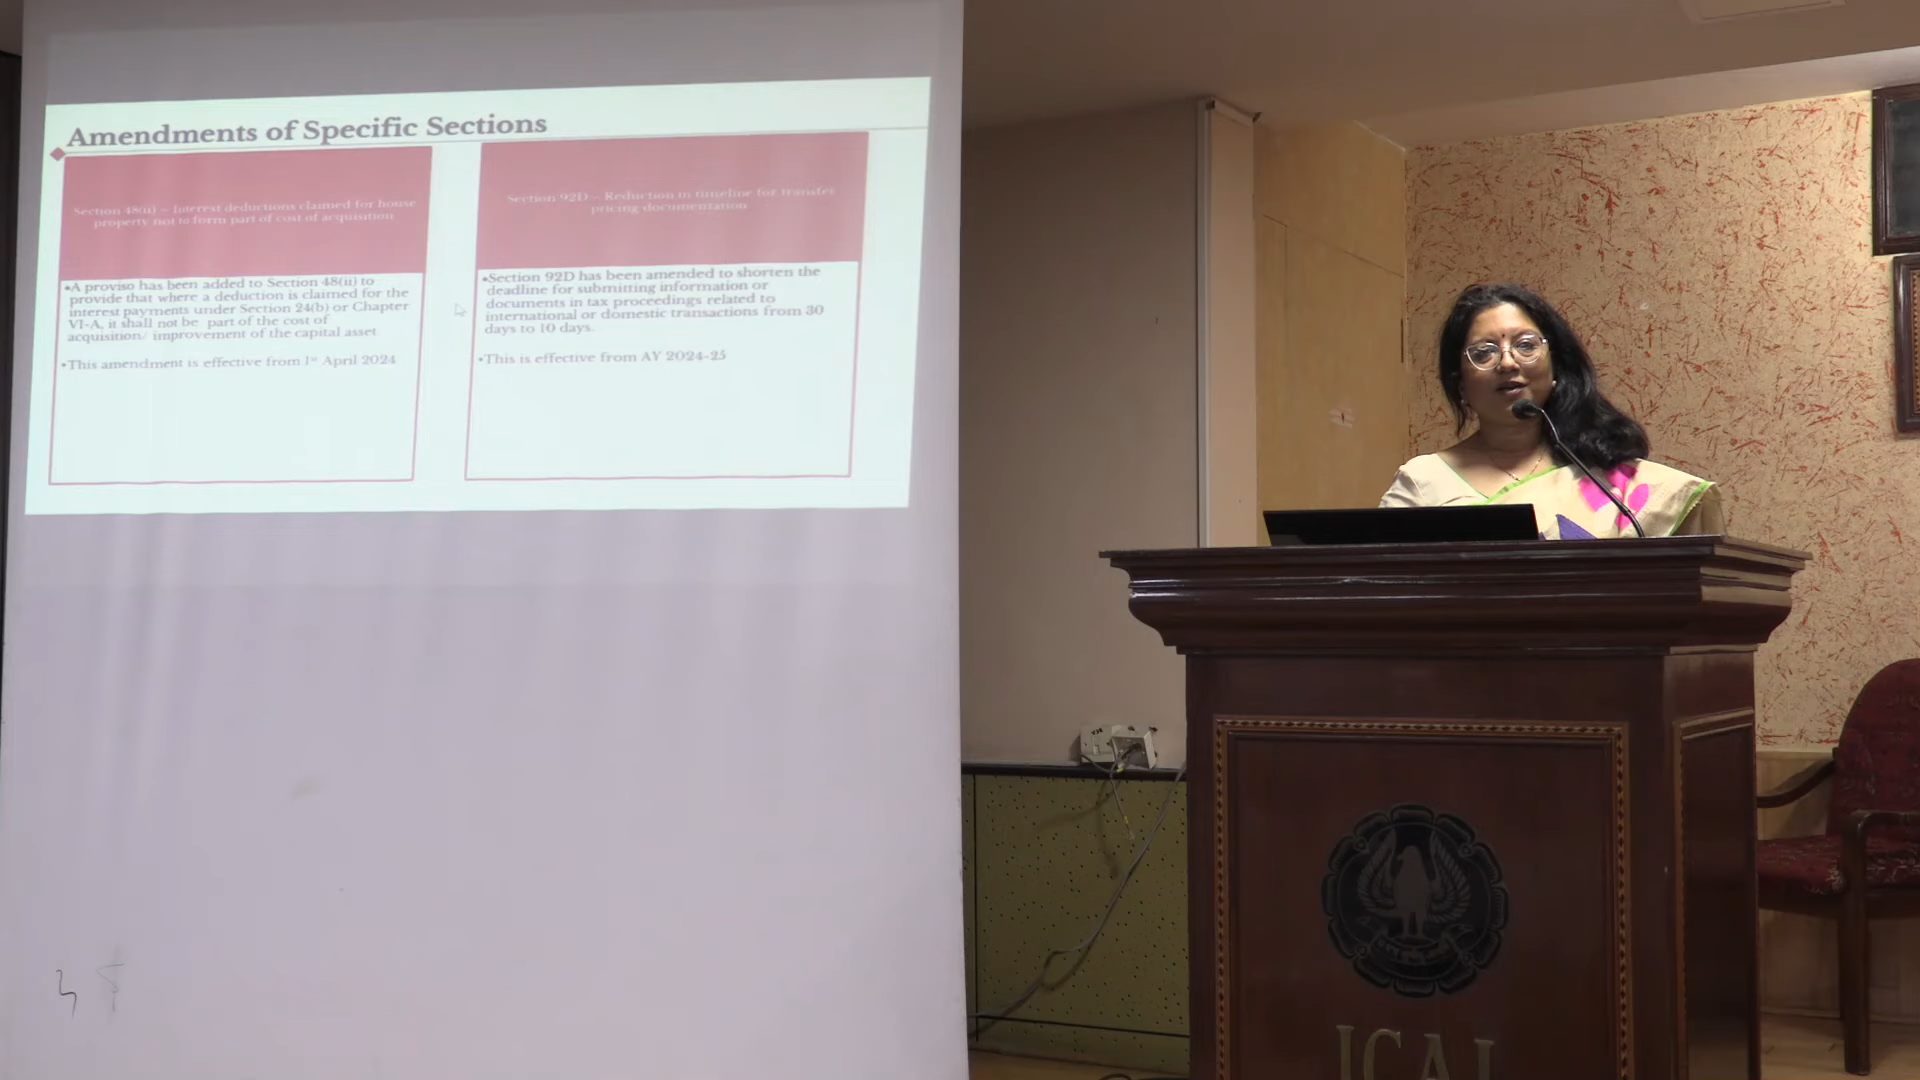 Amendments of Specific Sections
Section 48(ii) – Interest deductions claimed for house
property not to form part of cost of acquisition
•A proviso has been added to Section 48(ii) to
provide that where a deduction is claimed for the
interest payments under Section 24(b) or Chapter
VI-A, it shall not be part of the cost of
acquisition/ improvement of the capital asset
•This amendment is effective from 1st April 2024
Section 92D – Reduction in timeline for transfer
pricing documentation
•Section 92D has been amended to shorten the
deadline for submitting information or
documents in tax proceedings related to
international or domestic transactions from 30
days to 10 days.
•This is effective from AY 2024-25
ICAI